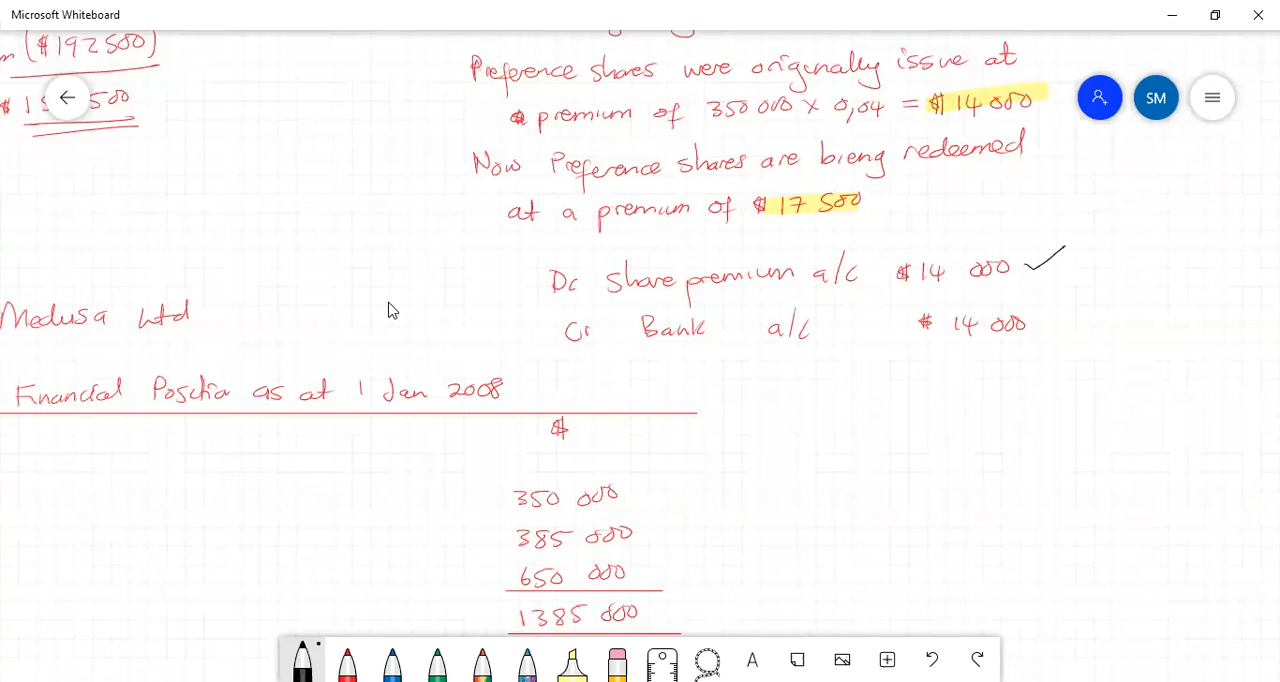 Microsoft Whiteboard
($192 500)
Preference shares were originally issue at
premium of 350 000 x 0,04 = $14 000
$ 500
SM
Now Preference shares are bieng redeemed
at a premium of $17 500
Dr Share premium a/c $14 000 ✓
Cr Bank a/c $14 000
Medusa Ltd
Financial Position as at 1 Jan 2008
$
350 000
385 000
650 000
1385 000
A